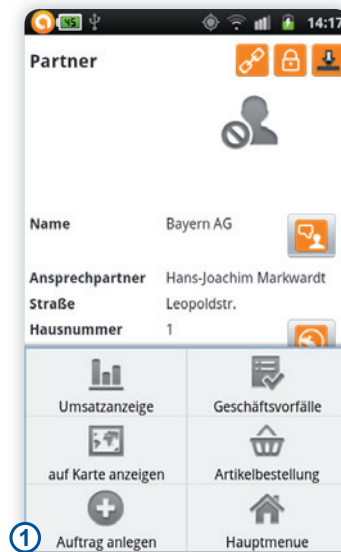 45 14:17
Partner
Name Bayern AG
Ansprechpartner Hans-Joachim Markwardt
Straße Leopoldstr.
Hausnummer 1
Umsatzanzeige Geschäftsvorfälle
auf Karte anzeigen Artikelbestellung
1 Auftrag anlegen Hauptmenue